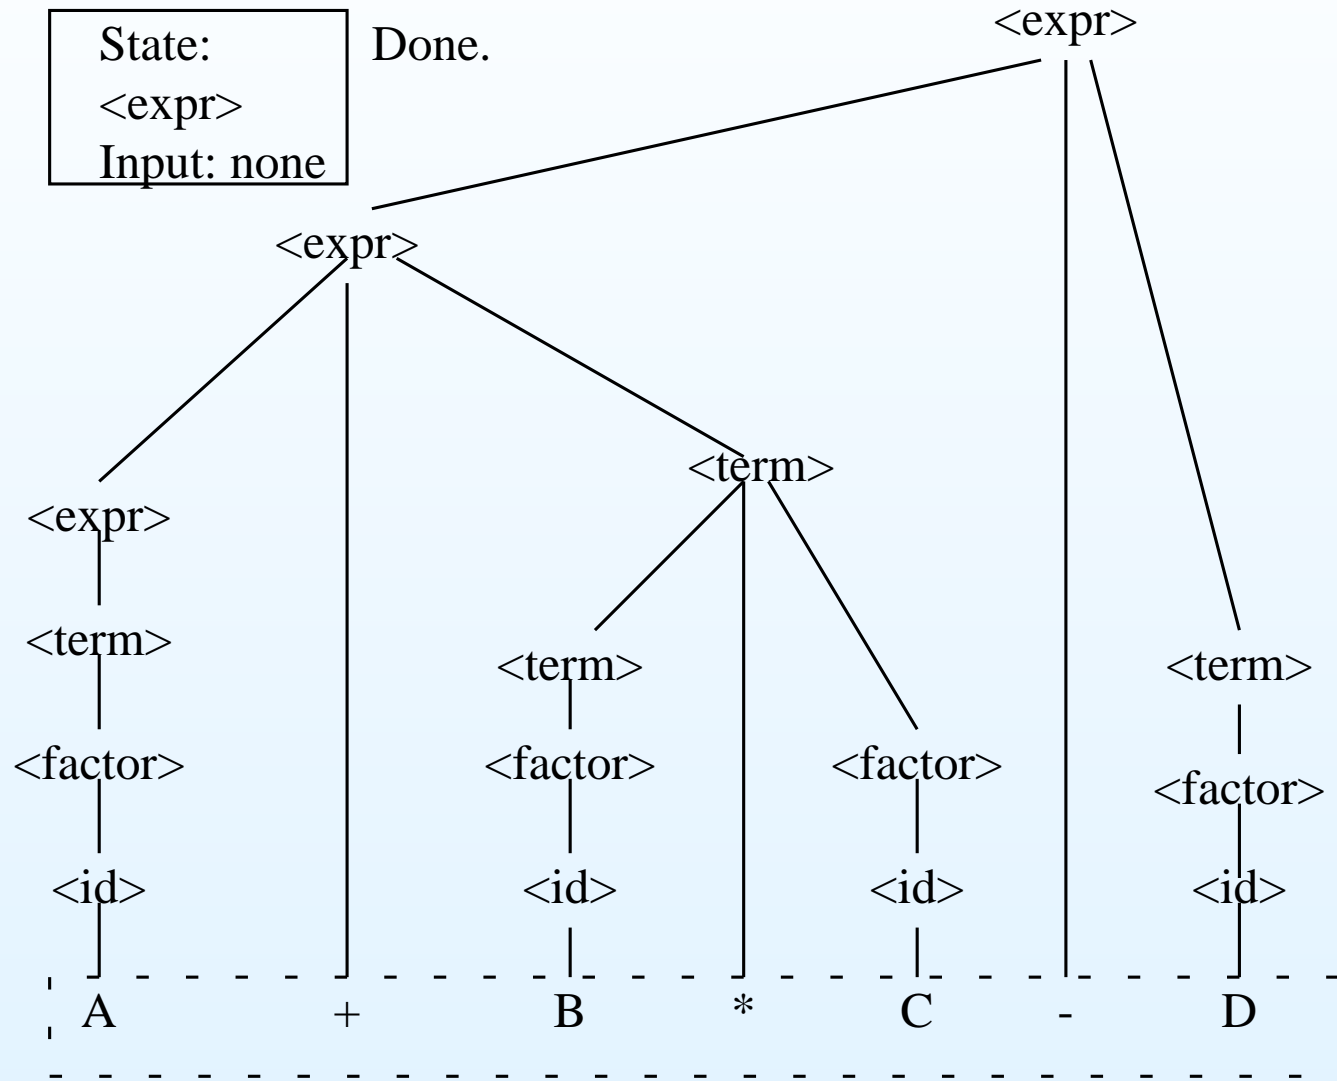 State: Done.
<expr>
Input: none
<expr>
<expr>
<term>
<expr>
<term>
<term> <term>
<factor> <factor> <factor>
<factor>
<id> <id> <id> <id>
A + B * C - D